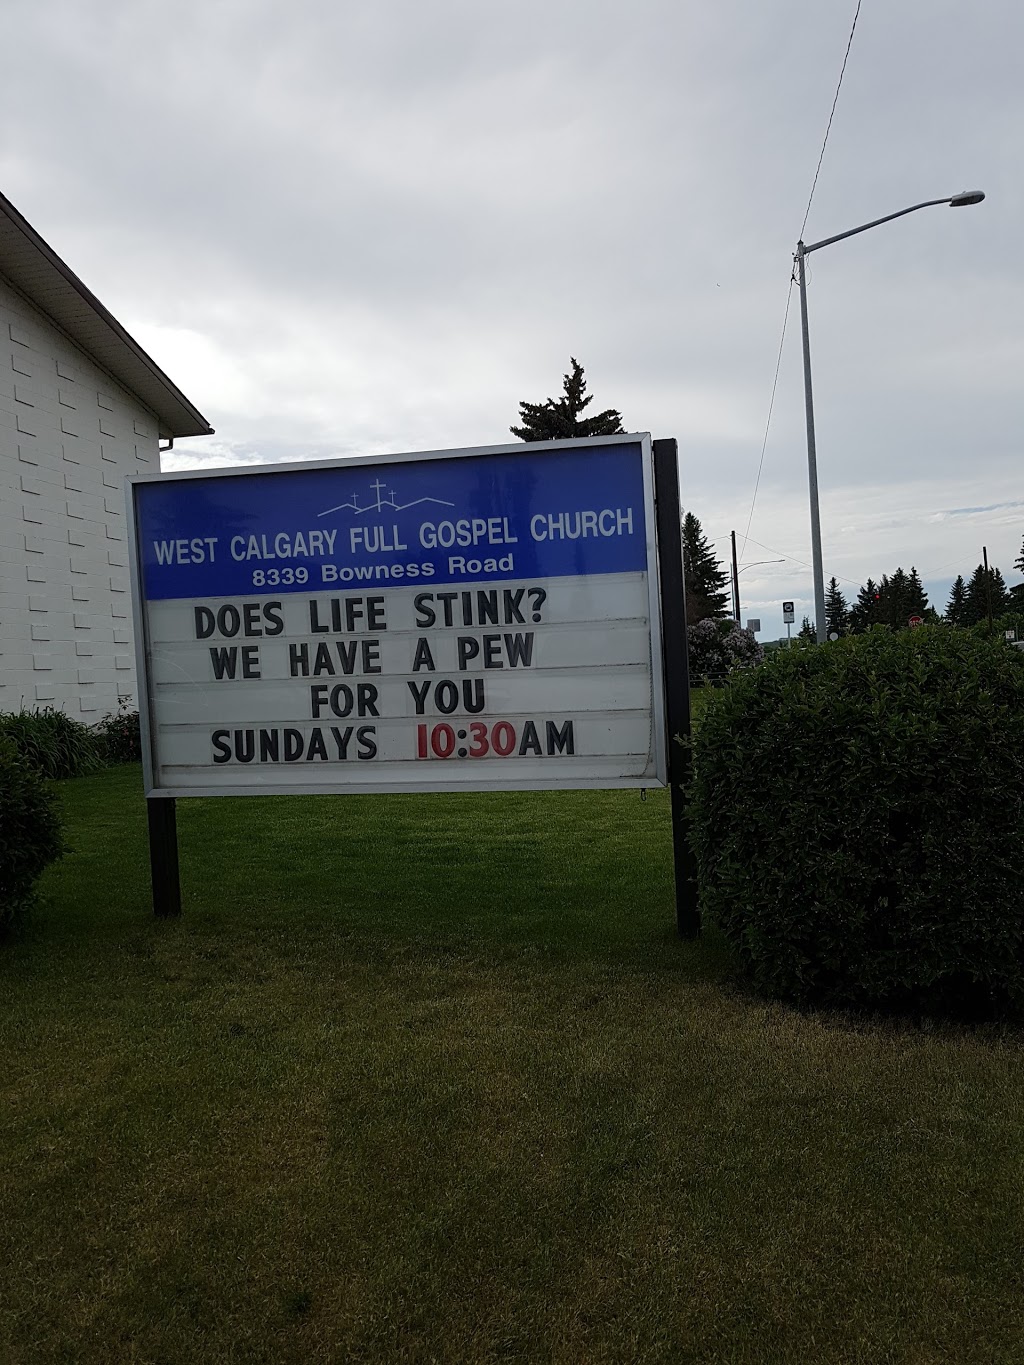 WEST CALGARY FULL GOSPEL CHURCH
8339 Bowness Road
DOES LIFE STINK?
WE HAVE A PEW
FOR YOU
SUNDAYS 10:30AM